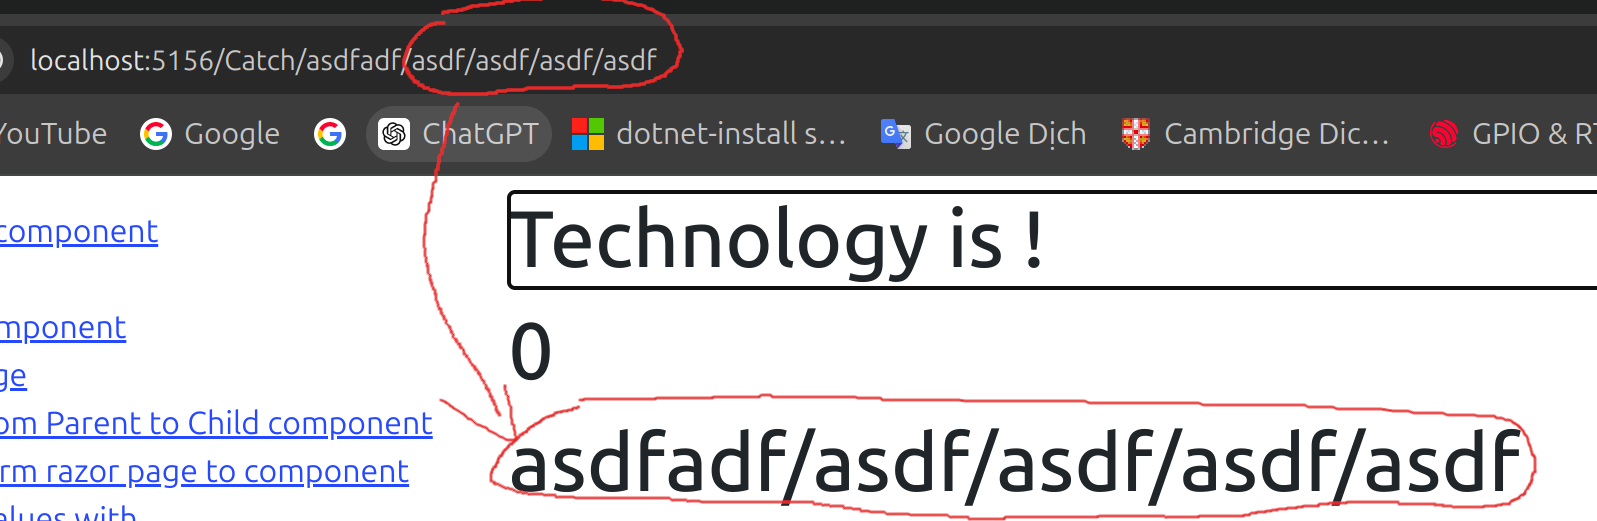 localhost:5156/Catch/asdfadf/asdf/asdf/asdf/asdf
YouTube Google ChatGPT dotnet-install s... Google Dịch Cambridge Dic... GPIO & RT
component
Technology is !
mponent
0
ge
om Parent to Child component
asdfadf/asdf/asdf/asdf/asdf
rm razor page to component
alues with